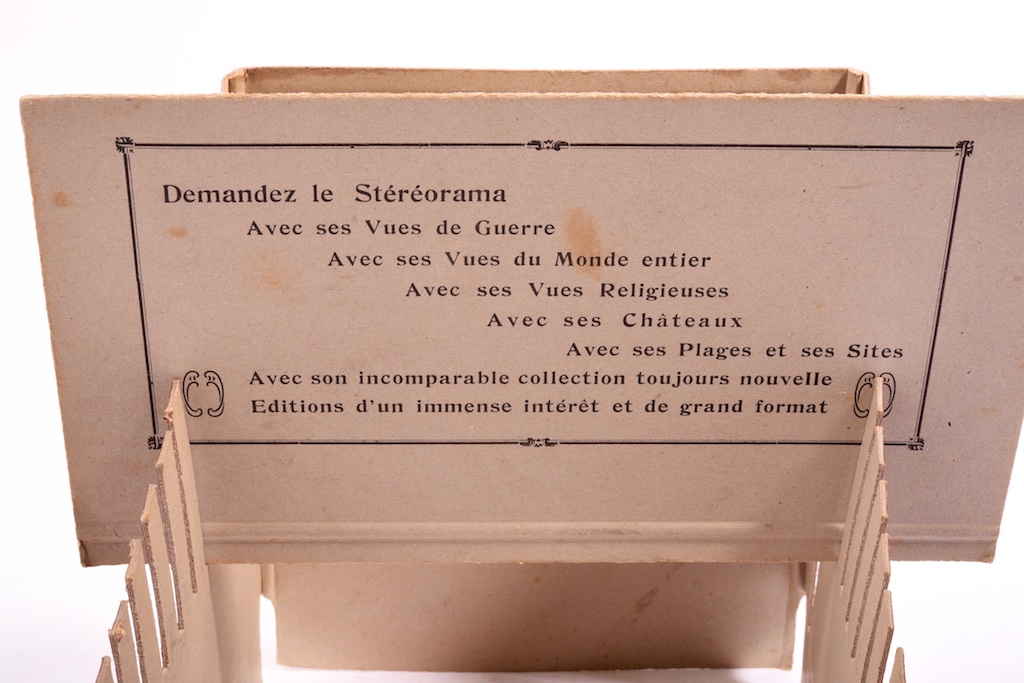 Demandez le Stéréorama
Avec ses Vues de Guerre
Avec ses Vues du Monde entier
Avec ses Vues Religieuses
Avec ses Châteaux
Avec ses Plages et ses Sites
Avec son incomparable collection toujours nouvelle
Editions d'un immense intérêt et de grand format